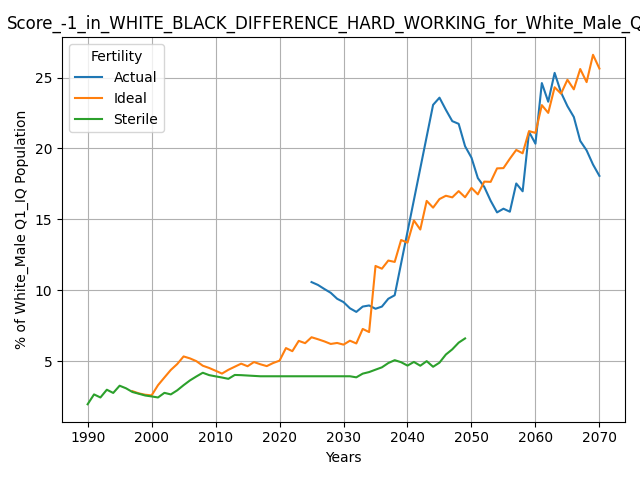 Score_-1_in_WHITE_BLACK_DIFFERENCE_HARD_WORKING_for_White_Male_Q
Fertility
Actual
Ideal
Sterile
% of White_Male Q1_IQ Population
25
20
15
10
5
1990 2000 2010 2020 2030 2040 2050 2060 2070
Years